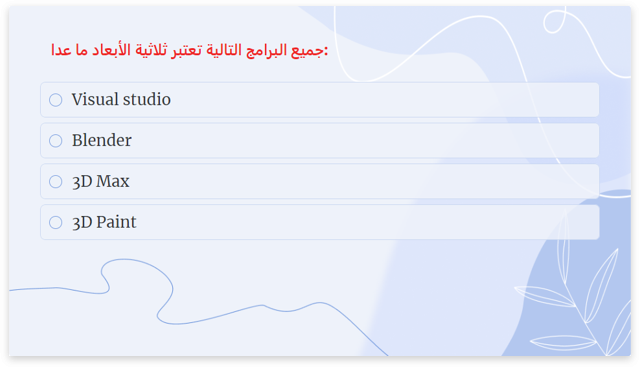 جميع البرامج التالية تعتبر ثلاثية الأبعاد ما عدا:
Visual studio
Blender
3D Max
3D Paint